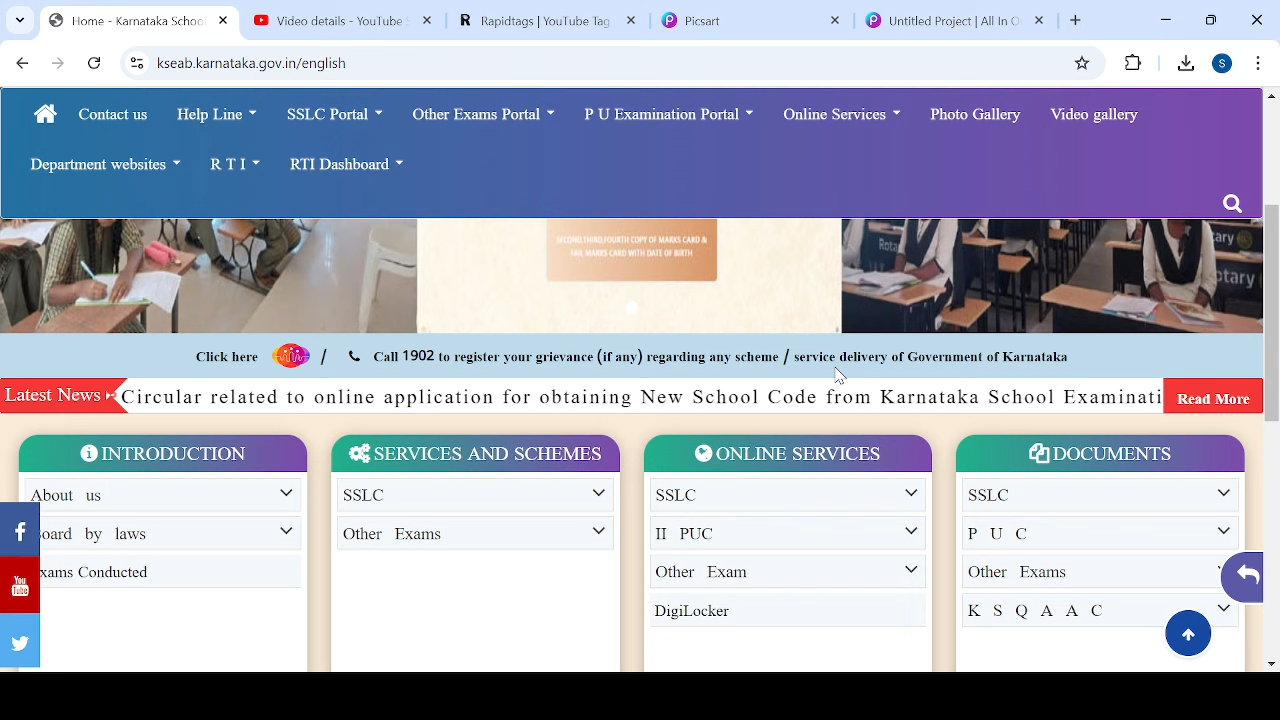 Home - Karnataka School
Video details - YouTube S
Rapidtags | YouTube Tag
Picsart
Untitled Project | All In O
kseab.karnataka.gov.in/english
S
Contact us
Help Line
SSLC Portal
Other Exams Portal
P U Examination Portal
Online Services
Photo Gallery
Video gallery
Department websites
R T I
RTI Dashboard
SECOND,THIRD,FOURTH COPY OF MARKS CARD &
FAIL MARKS CARD WITH DATE OF BIRTH
Rotary
otary
Click here / Call 1902 to register your grievance (if any) regarding any scheme / service delivery of Government of Karnataka
Latest News
Circular related to online application for obtaining New School Code from Karnataka School Examinati
Read More
INTRODUCTION
About us
oard by laws
xams Conducted
SERVICES AND SCHEMES
SSLC
Other Exams
ONLINE SERVICES
SSLC
II PUC
Other Exam
DigiLocker
DOCUMENTS
SSLC
P U C
Other Exams
K S Q A A C
You
Tube